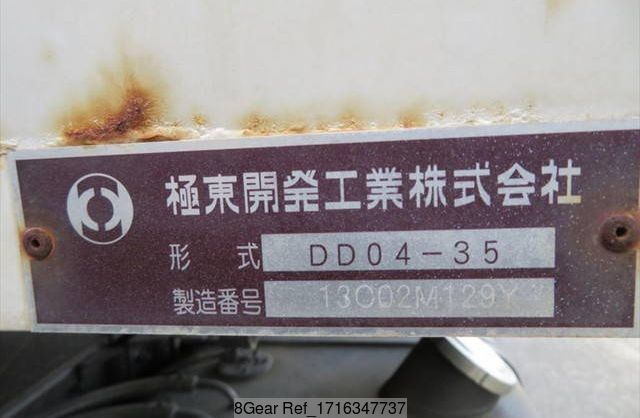 極東開発工業株式会社
形式 DD04-35
製造番号 13C02M129Y
8Gear Ref_1716347737